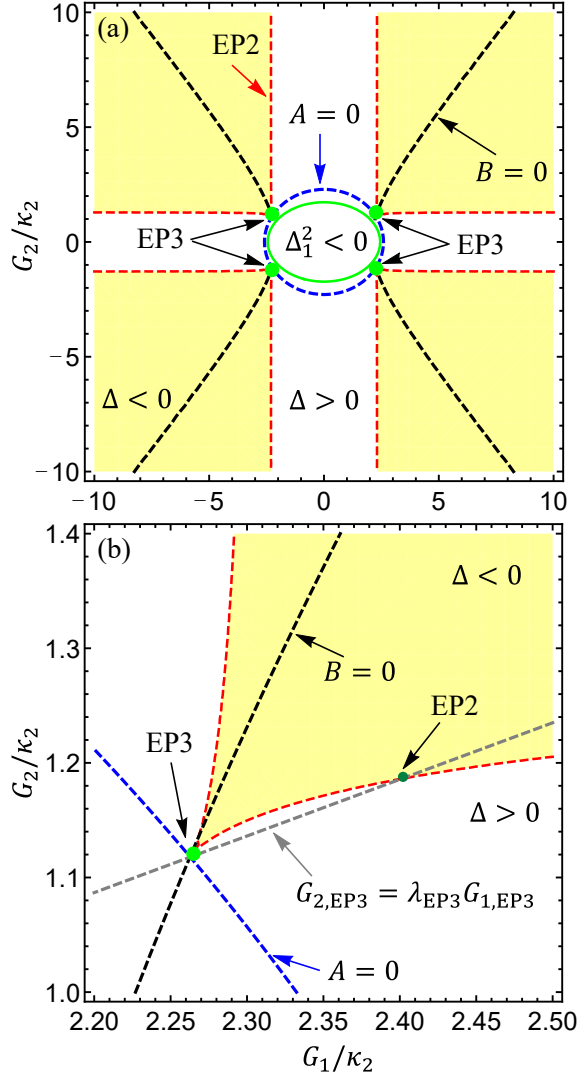 (a)
EP2
A = 0
B = 0
EP3
Δ₁² < 0
EP3
Δ < 0
Δ > 0
G₂/κ₂
10
5
0
−5
−10
−10
−5
0
5
10
(b)
Δ < 0
B = 0
EP3
EP2
Δ > 0
G₂,EP3 = λEP3G₁,EP3
A = 0
G₂/κ₂
1.4
1.3
1.2
1.1
1.0
2.20
2.25
2.30
2.35
2.40
2.45
2.50
G₁/κ₂